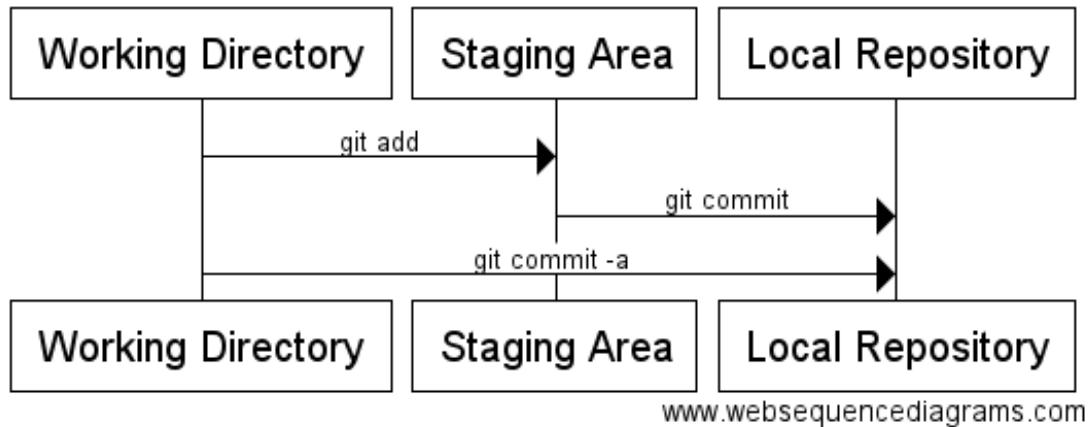 Working Directory
Staging Area
Local Repository
git add
git commit
git commit -a
Working Directory
Staging Area
Local Repository
www.websequencediagrams.com